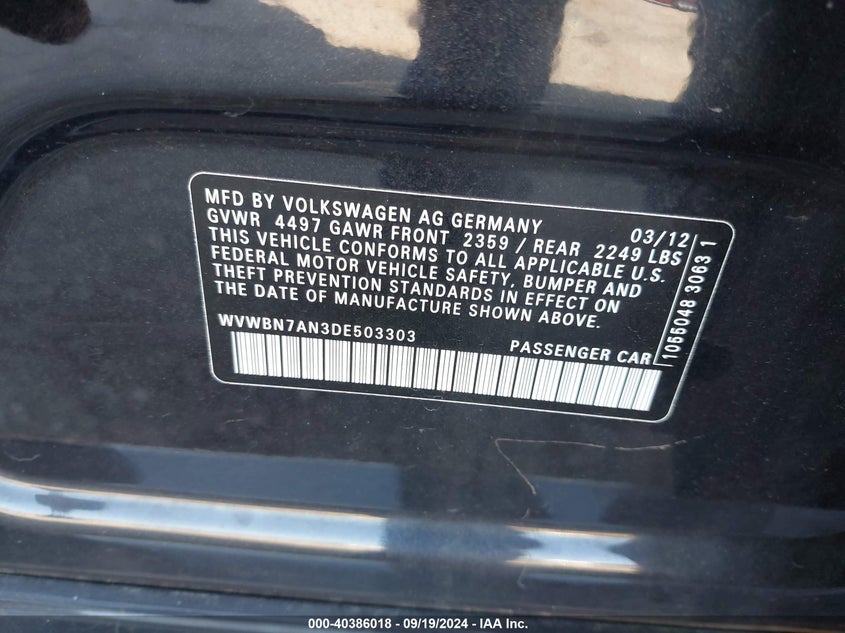 MFD BY VOLKSWAGEN AG GERMANY 03/12
GVWR 4497 GAWR FRONT 2359 / REAR 2249 LBS
THIS VEHICLE CONFORMS TO ALL APPLICABLE U.S.
FEDERAL MOTOR VEHICLE SAFETY, BUMPER AND
THEFT PREVENTION STANDARDS IN EFFECT ON
THE DATE OF MANUFACTURE SHOWN ABOVE.
WVWBN7AN3DE503303
PASSENGER CAR
1056048 3063 1
000-40386018 - 09/19/2024 - IAA Inc.